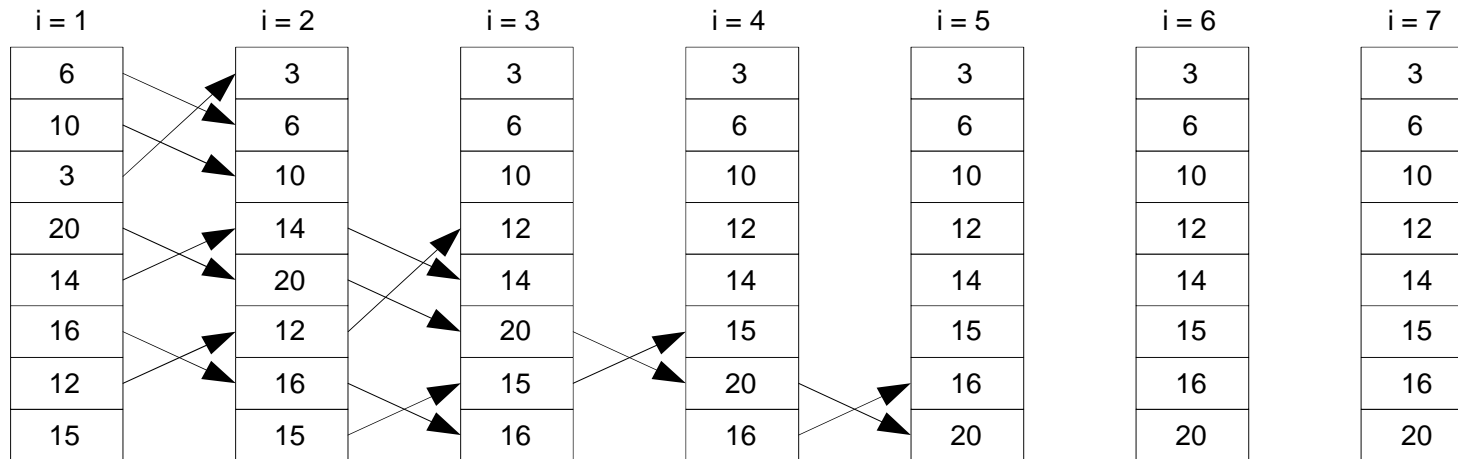 i = 1 i = 2 i = 3 i = 4 i = 5 i = 6 i = 7
6 3 3 3 3 3 3
10 6 6 6 6 6 6
3 10 10 10 10 10 10
20 14 12 12 12 12 12
14 20 14 14 14 14 14
16 12 20 15 15 15 15
12 16 15 20 16 16 16
15 15 16 16 20 20 20